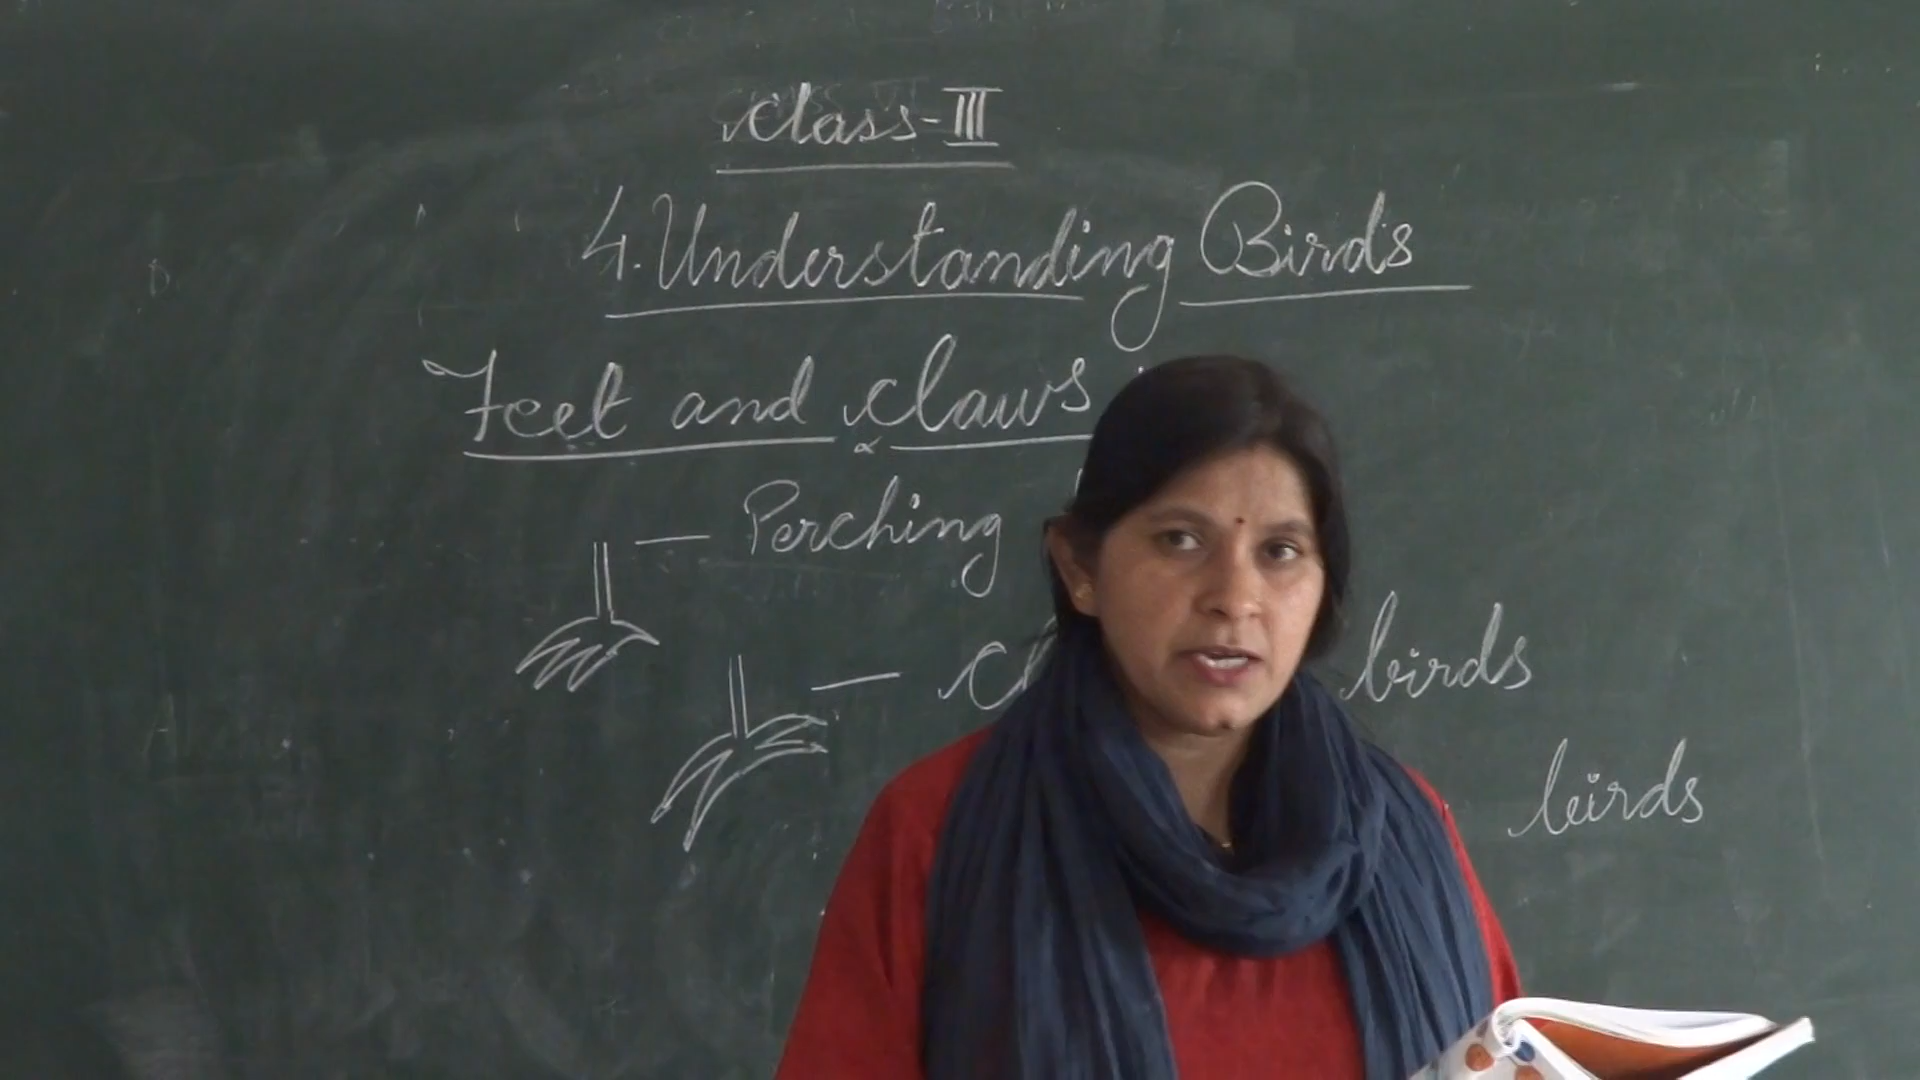 Class-III
4. Understanding Birds
Feet and claws
— Perching
— birds
birds